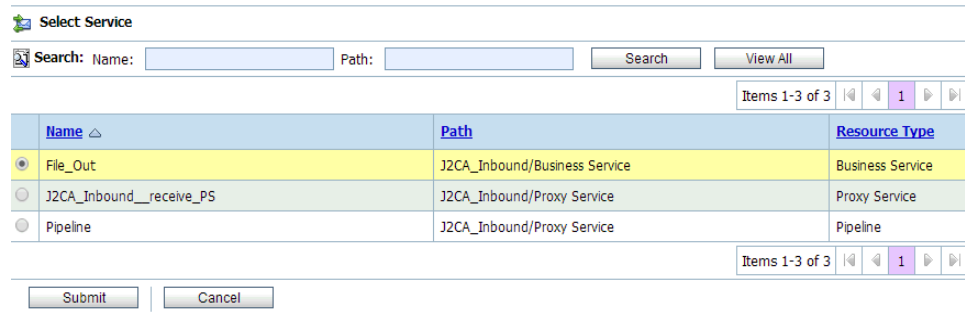 Select Service
Search: Name: Path: Search View All
Items 1-3 of 3 1
Name Path Resource Type
File_Out J2CA_Inbound/Business Service Business Service
J2CA_Inbound__receive_PS J2CA_Inbound/Proxy Service Proxy Service
Pipeline J2CA_Inbound/Proxy Service Pipeline
Items 1-3 of 3 1
Submit Cancel